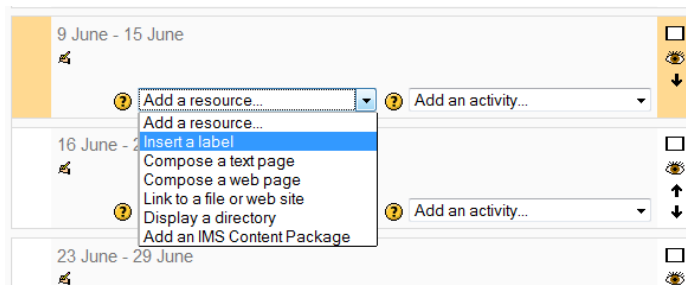 9 June - 15 June
? Add a resource... ? Add an activity...
Add a resource...
Insert a label
16 June - 2
Compose a text page
Compose a web page
Link to a file or web site
? Display a directory ? Add an activity...
Add an IMS Content Package
23 June - 29 June